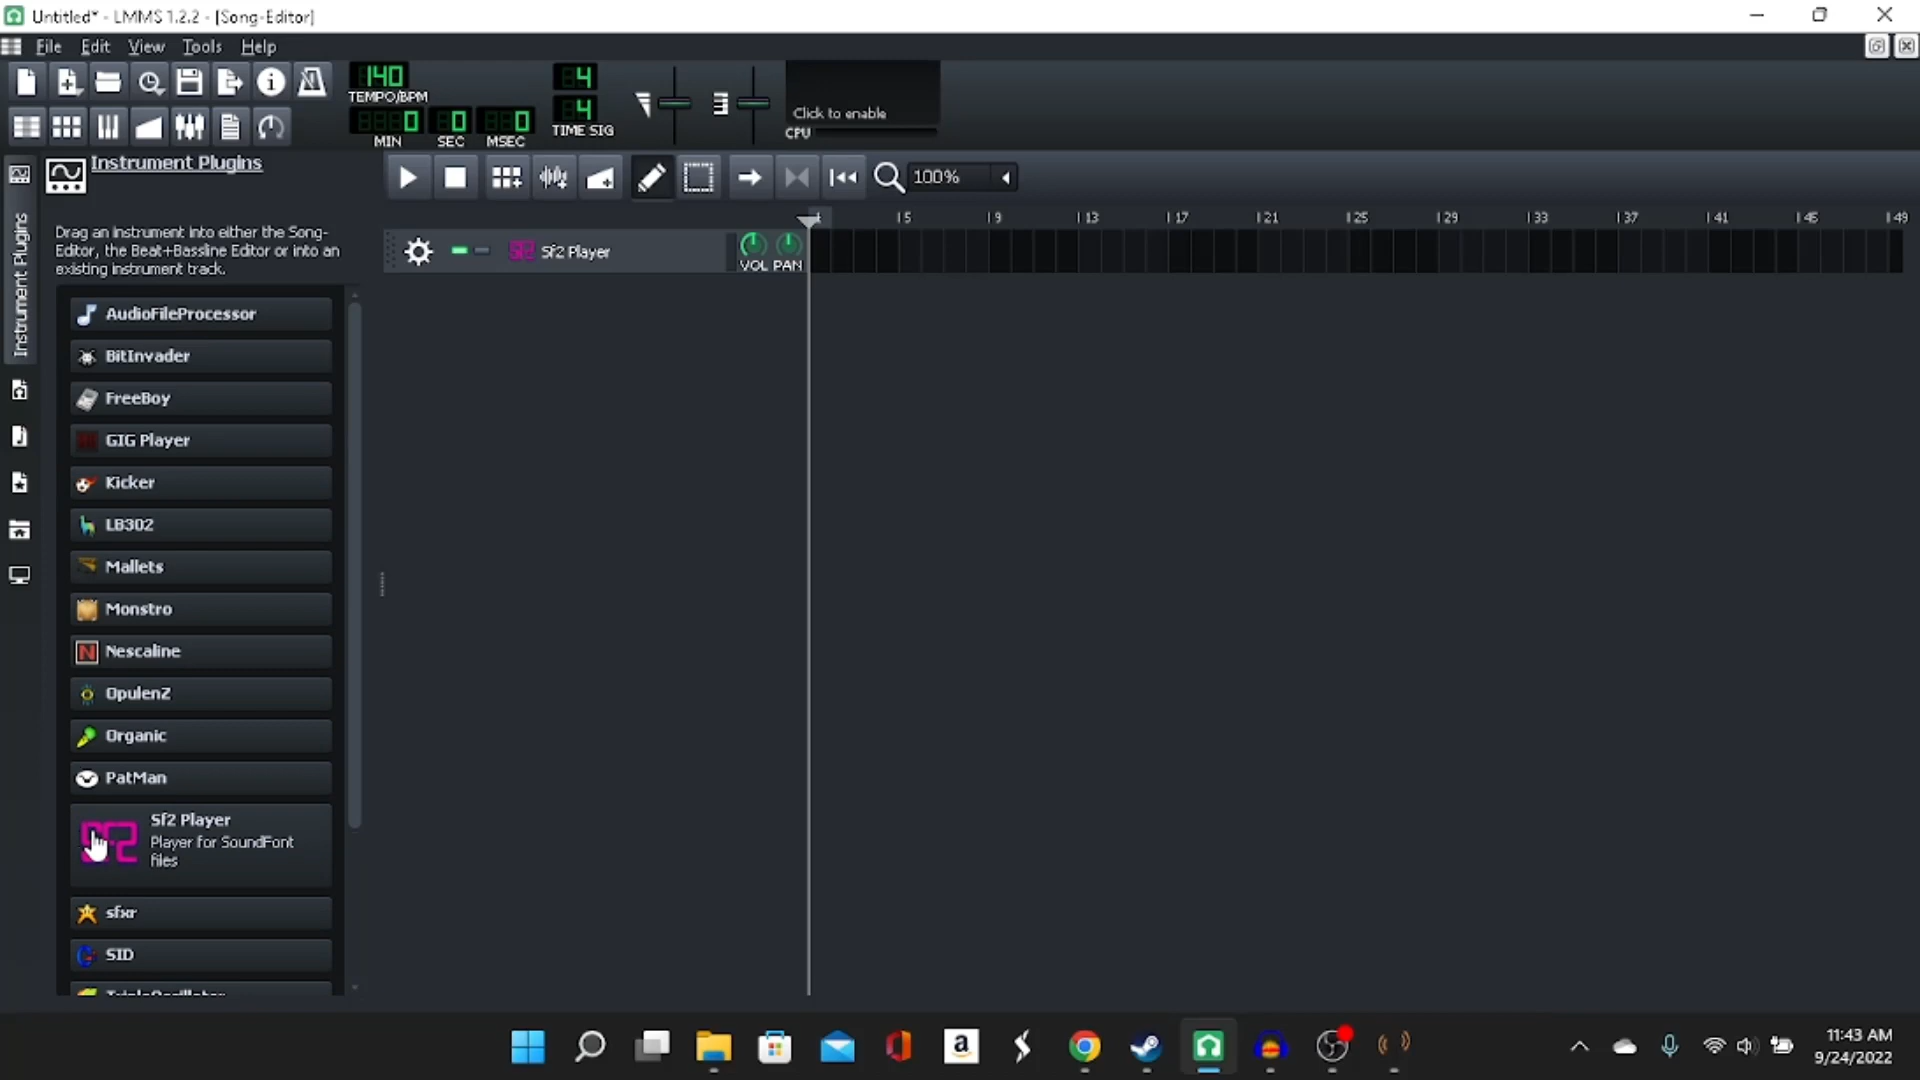 Untitled* - LMMS 1.2.2 - [Song-Editor]
File Edit View Tools Help
140
TEMPO/BPM
0 0 0
MIN SEC MSEC
4
4
TIME SIG
Click to enable
CPU
Instrument Plugins
100%
Instrument Plugins
Drag an instrument into either the Song-
Editor, the Beat+Bassline Editor or into an
existing instrument track.
1 5 9 13 17 21 25 29 33 37 41 45 49
Sf2 Player
VOL PAN
AudioFileProcessor
BitInvader
FreeBoy
GIG Player
Kicker
LB302
Mallets
Monstro
Nescaline
OpulenZ
Organic
PatMan
Sf2 Player
Player for SoundFont
files
sfxr
SID
11:43 AM
9/24/2022